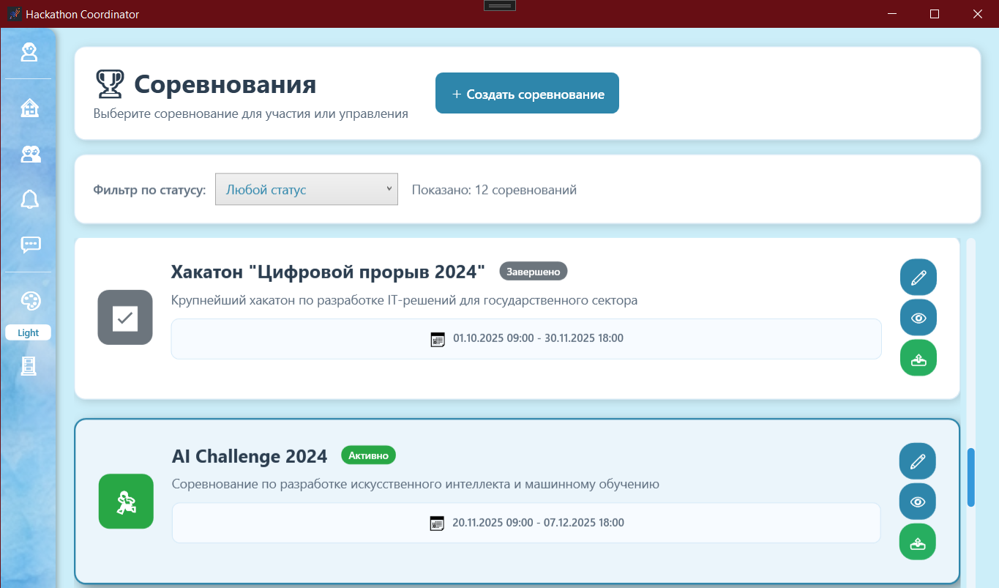 Hackathon Coordinator
Соревнования
Выберите соревнование для участия или управления
+ Создать соревнование
Фильтр по статусу:
Любой статус
Показано: 12 соревнований
Light
Хакатон "Цифровой прорыв 2024"
Завершено
Крупнейший хакатон по разработке IT-решений для государственного сектора
01.10.2025 09:00 - 30.11.2025 18:00
AI Challenge 2024
Активно
Соревнование по разработке искусственного интеллекта и машинному обучению
20.11.2025 09:00 - 07.12.2025 18:00